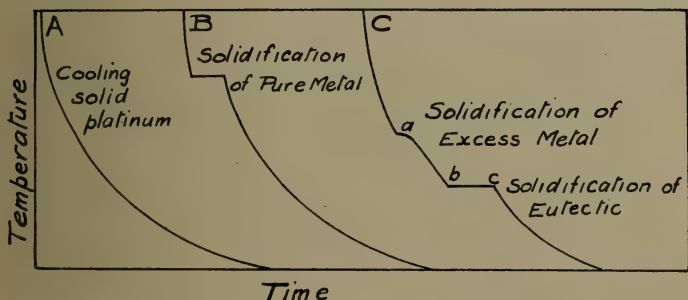 A
B
C
Cooling
solid
platinum
Solidification
of Pure Metal
a
Solidification of
Excess Metal
b
c
Solidification of
Eutectic
Temperature
Time